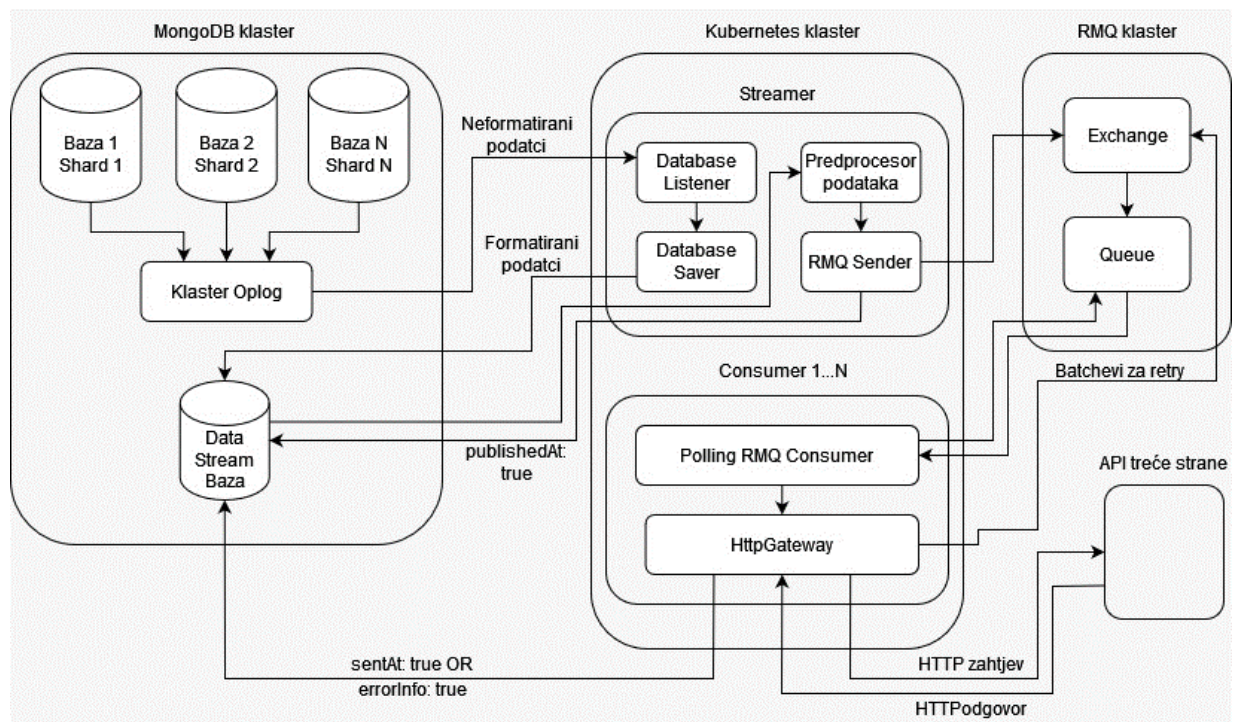 MongoDB klaster
Kubernetes klaster
RMQ klaster
Baza 1
Shard 1
Baza 2
Shard 2
Baza N
Shard N
Klaster Oplog
Neformatirani
podatci
Formatirani
podatci
Streamer
Database
Listener
Predprocesor
podataka
Database
Saver
RMQ Sender
Exchange
Queue
Data
Stream
Baza
publishedAt:
true
Consumer 1...N
Polling RMQ Consumer
HttpGateway
Batchevi za retry
API treće strane
sentAt: true OR
errorInfo: true
HTTP zahtjev
HTTPodgovor